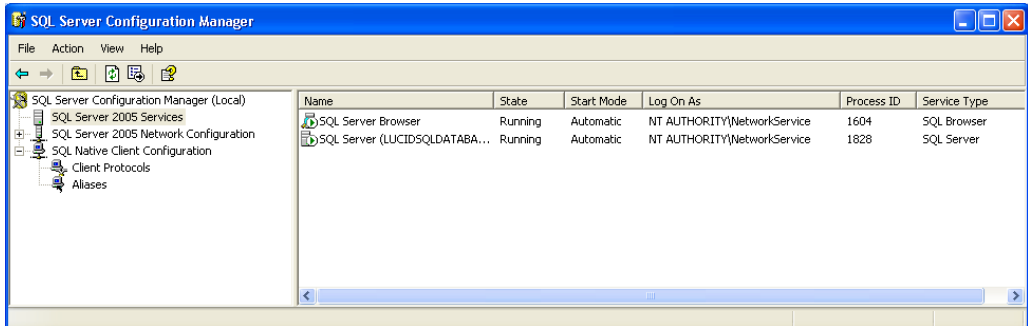 SQL Server Configuration Manager
File Action View Help
SQL Server Configuration Manager (Local)
SQL Server 2005 Services
SQL Server 2005 Network Configuration
SQL Native Client Configuration
Client Protocols
Aliases
Name State Start Mode Log On As Process ID Service Type
SQL Server Browser Running Automatic NT AUTHORITY\NetworkService 1604 SQL Browser
SQL Server (LUCIDSQLDATABA... Running Automatic NT AUTHORITY\NetworkService 1828 SQL Server